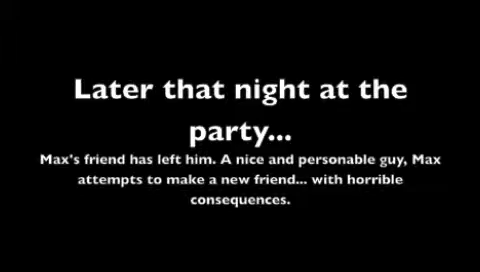 Later that night at the
party...
Max's friend has left him. A nice and personable guy, Max
attempts to make a new friend... with horrible
consequences.